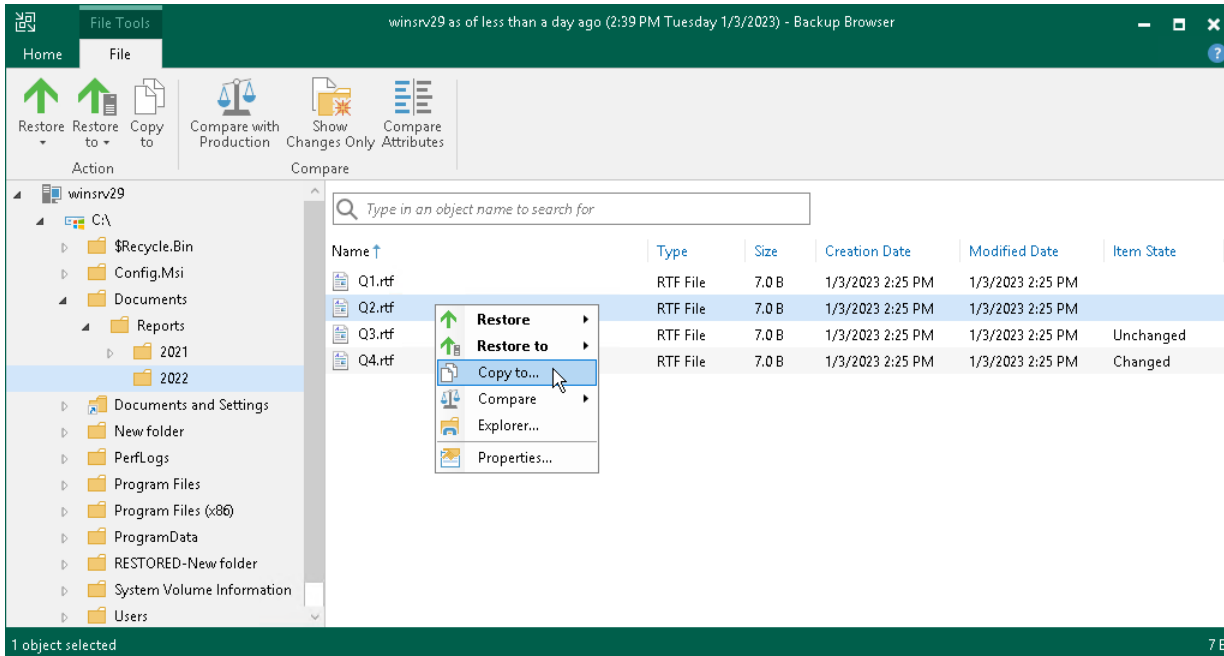 File Tools
winsrv29 as of less than a day ago (2:39 PM Tuesday 1/3/2023) - Backup Browser
Home File
?
Restore Restore to Copy to Compare with Production Show Changes Only Compare Attributes
Action Compare
winsrv29
C:\
$Recycle.Bin
Config.Msi
Documents
Reports
2021
2022
Documents and Settings
New folder
PerfLogs
Program Files
Program Files (x86)
ProgramData
RESTORED-New folder
System Volume Information
Users
Type in an object name to search for
Name Type Size Creation Date Modified Date Item State
Q1.rtf RTF File 7.0 B 1/3/2023 2:25 PM 1/3/2023 2:25 PM
Q2.rtf RTF File 7.0 B 1/3/2023 2:25 PM 1/3/2023 2:25 PM
Q3.rtf RTF File 7.0 B 1/3/2023 2:25 PM 1/3/2023 2:25 PM Unchanged
Q4.rtf RTF File 7.0 B 1/3/2023 2:25 PM 1/3/2023 2:25 PM Changed
Restore
Restore to
Copy to...
Compare
Explorer...
Properties...
1 object selected
7 B